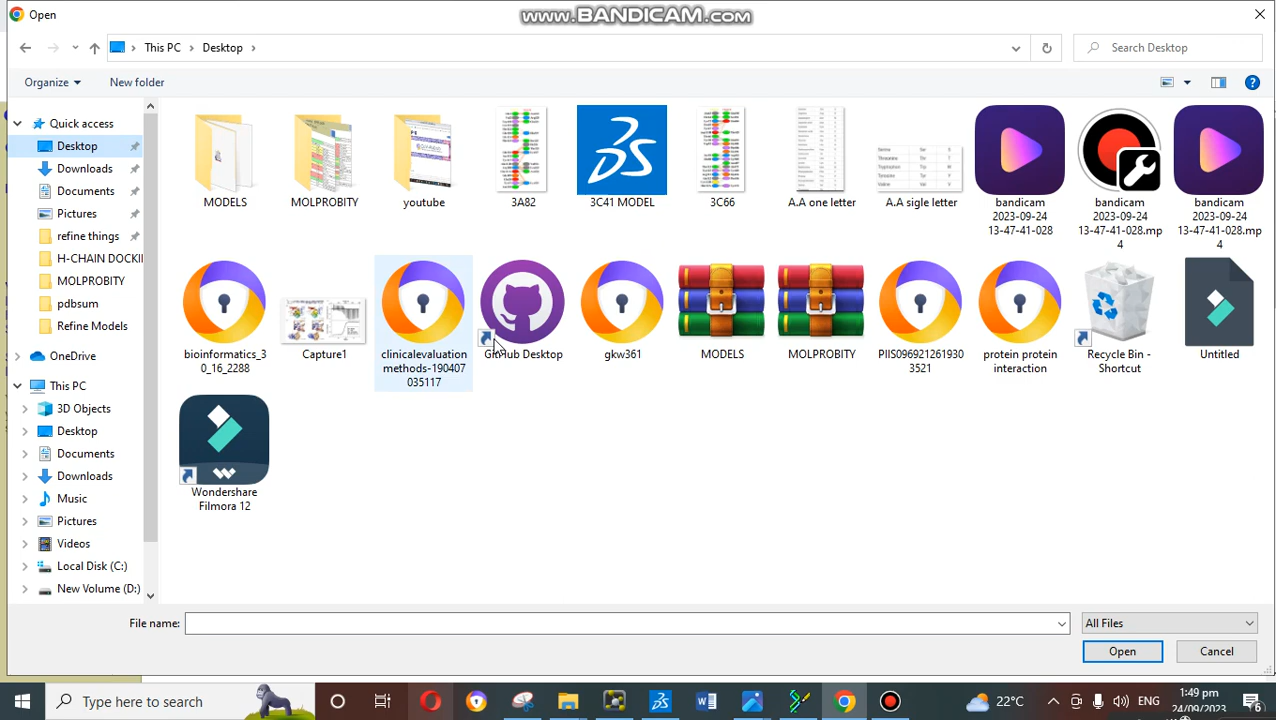 Open
www.BANDICAM.com
This PC
Desktop
Search Desktop
Organize
New folder
Quick acce
Desktop
Downloads
Documents
Pictures
refine things
H-CHAIN DOCKI
MOLPROBITY
pdbsum
Refine Models
OneDrive
This PC
3D Objects
Desktop
Documents
Downloads
Music
Pictures
Videos
Local Disk (C:)
New Volume (D:)
MODELS
MOLPROBITY
youtube
3A82
3C41 MODEL
3C66
A.A one letter
A.A sigle letter
bandicam
2023-09-24
13-47-41-028
bandicam
2023-09-24
13-47-41-028.mp
4
bandicam
2023-09-24
13-47-41-028.mp
4
bioinformatics_3
0_16_2288
Capture1
clinicalevaluation
methods-190407
035117
GitHub Desktop
gkw361
MODELS
MOLPROBITY
PIIS096921261930
3521
protein protein
interaction
Recycle Bin -
Shortcut
Untitled
Wondershare
Filmora 12
File name:
All Files
Open
Cancel
Type here to search
22°C
ENG
1:49 pm
24/09/2023
6